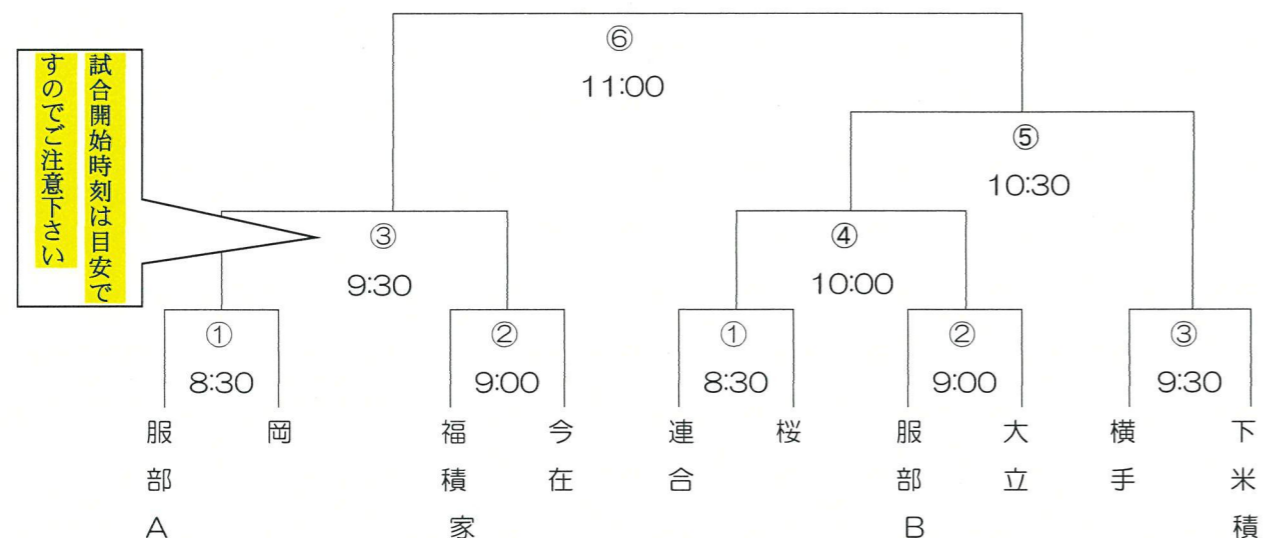 試合開始時刻は目安で
すのでご注意下さい
⑥
11:00
⑤
10:30
③
9:30
④
10:00
①
8:30
②
9:00
①
8:30
②
9:00
③
9:30
服部A
岡
福積家
今在
連合
桜
服部B
大立
横手
下米積